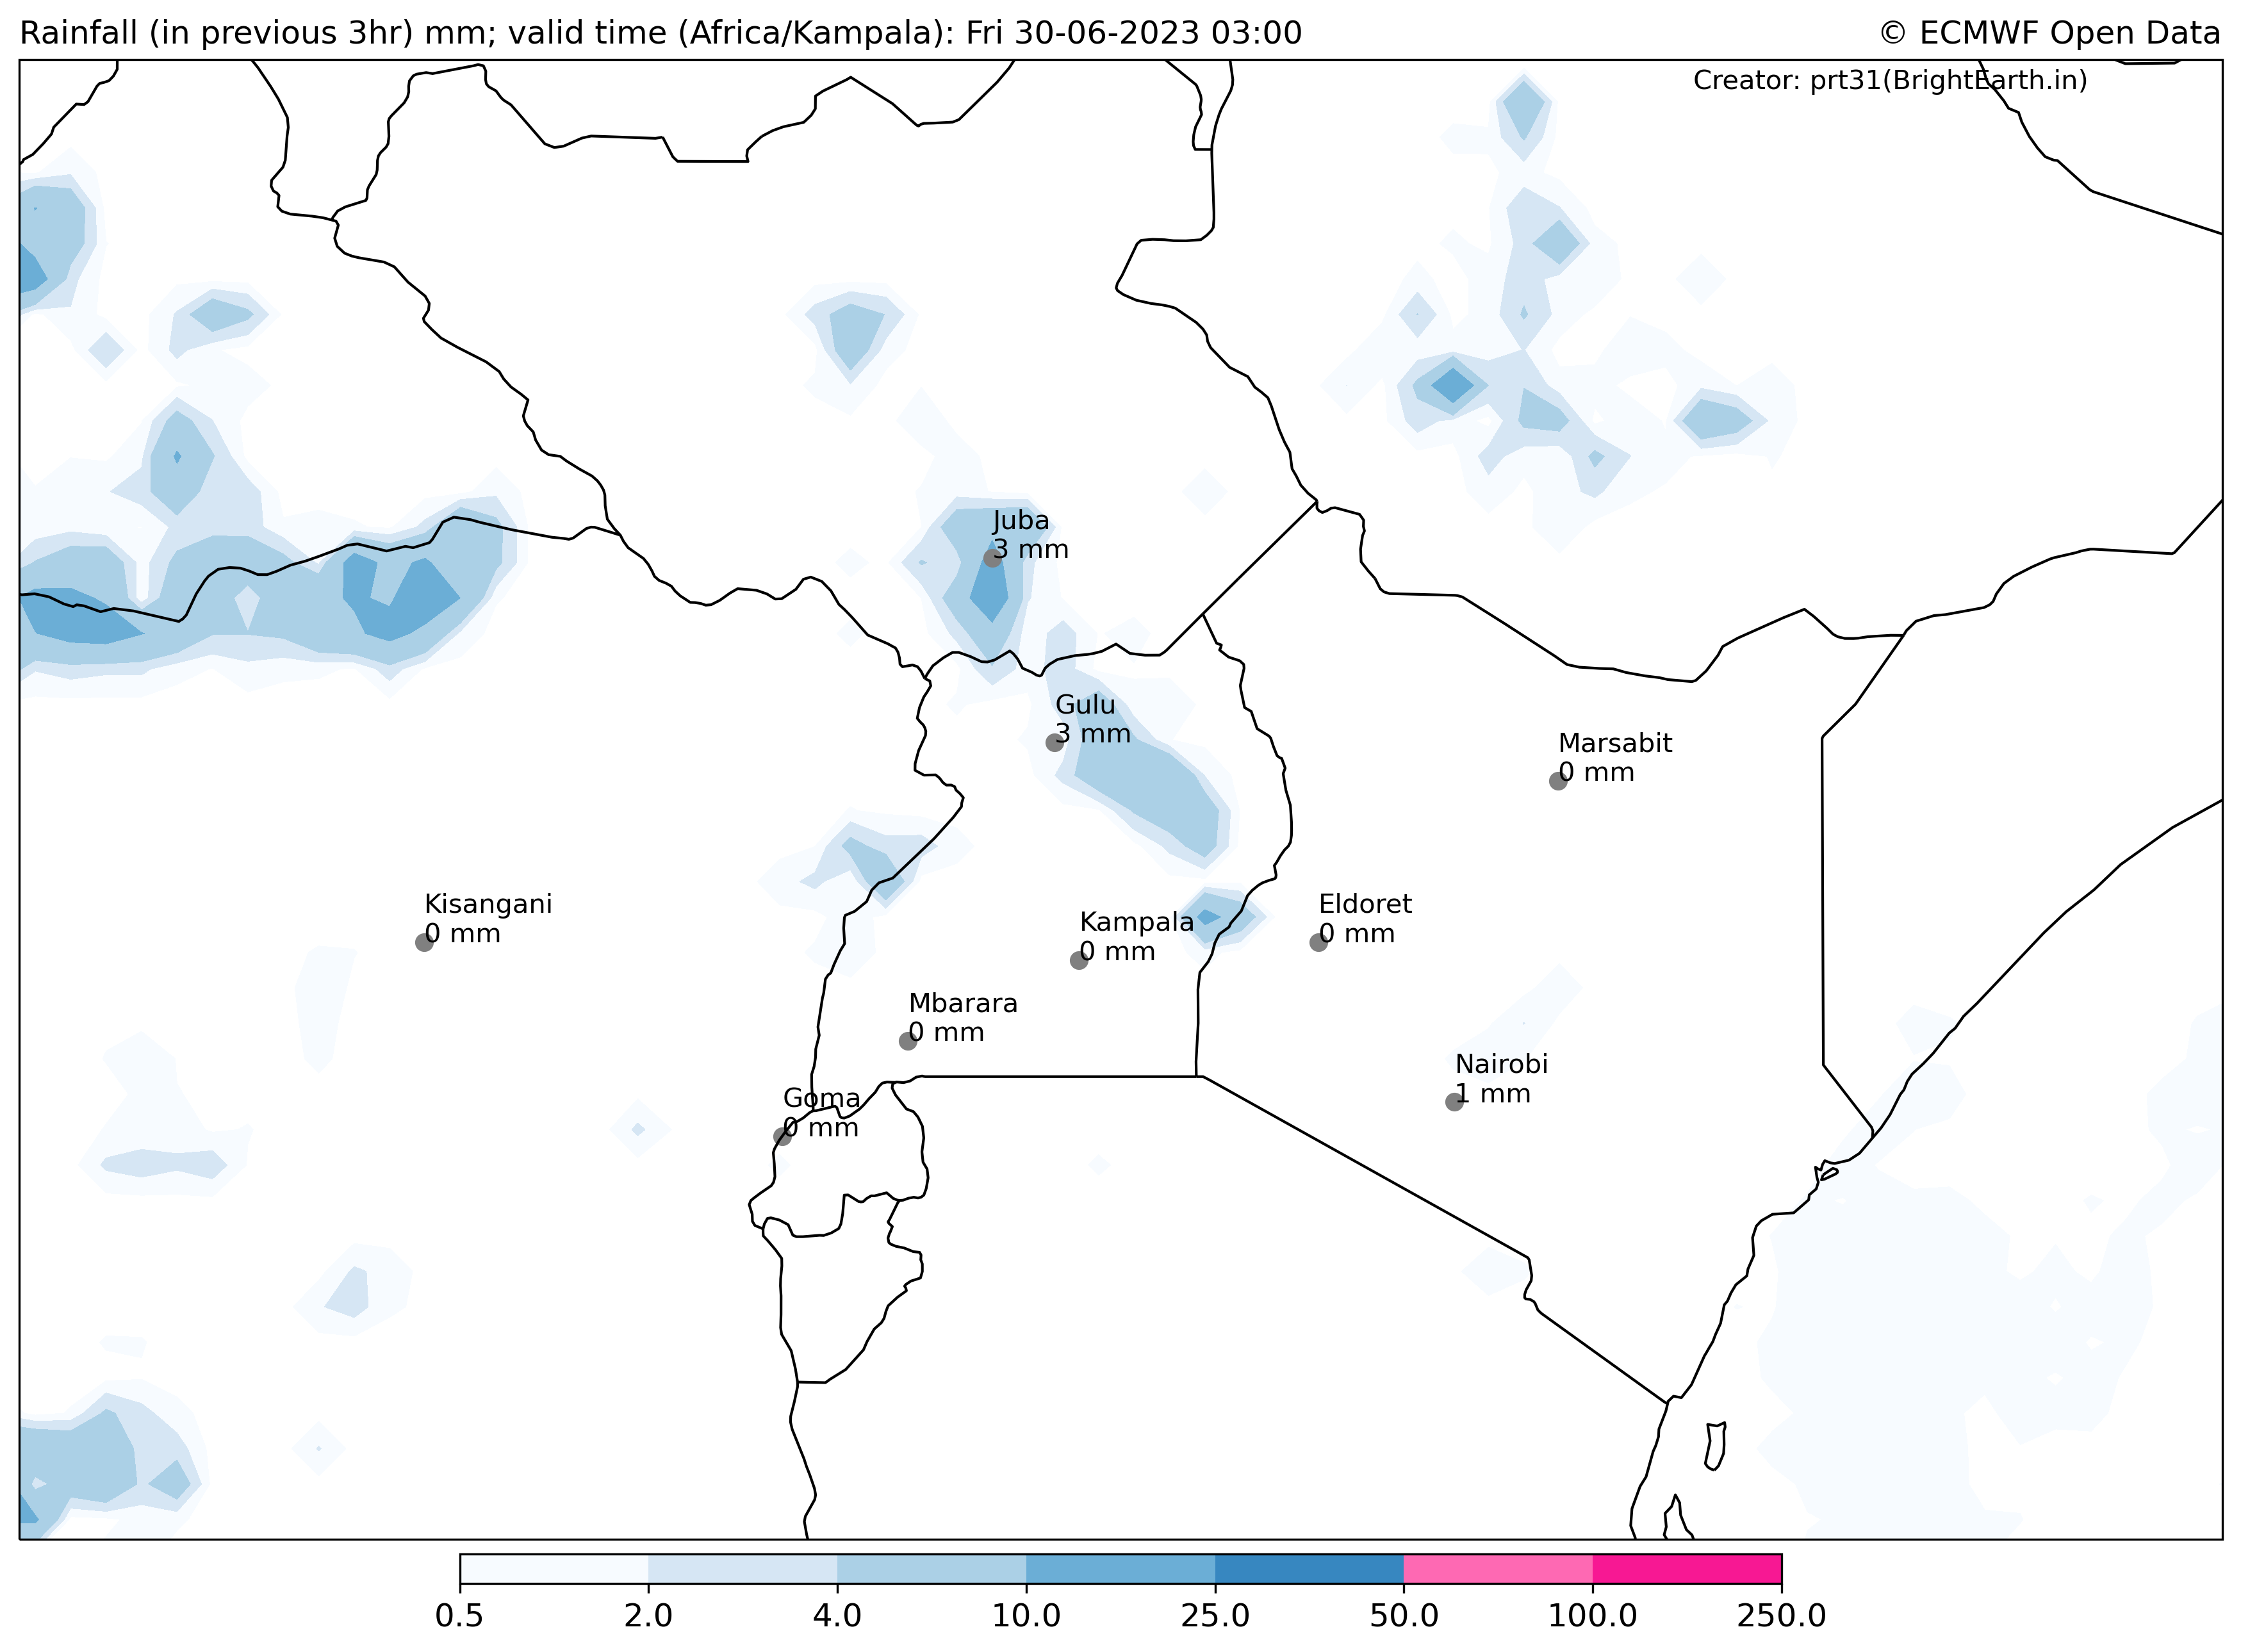 Rainfall (in previous 3hr) mm; valid time (Africa/Kampala): Fri 30-06-2023 03:00
© ECMWF Open Data
Creator: prt31(BrightEarth.in)
Juba
3 mm
Gulu
3 mm
Marsabit
0 mm
Kisangani
0 mm
Kampala
0 mm
Eldoret
0 mm
Mbarara
0 mm
Nairobi
1 mm
Goma
0 mm
0.5 2.0 4.0 10.0 25.0 50.0 100.0 250.0